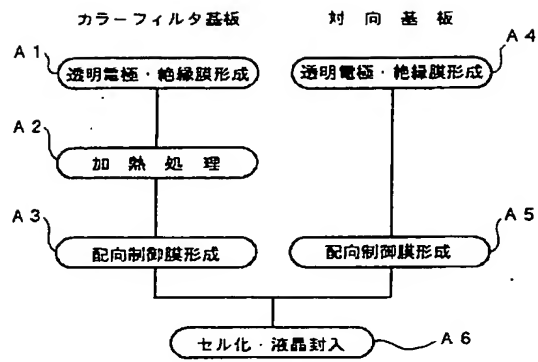 カラーフィルタ基板
対向基板
A1
透明電極・絶縁膜形成
A4
透明電極・絶縁膜形成
A2
加熱処理
A3
配向制御膜形成
A5
配向制御膜形成
セル化・液晶封入
A6